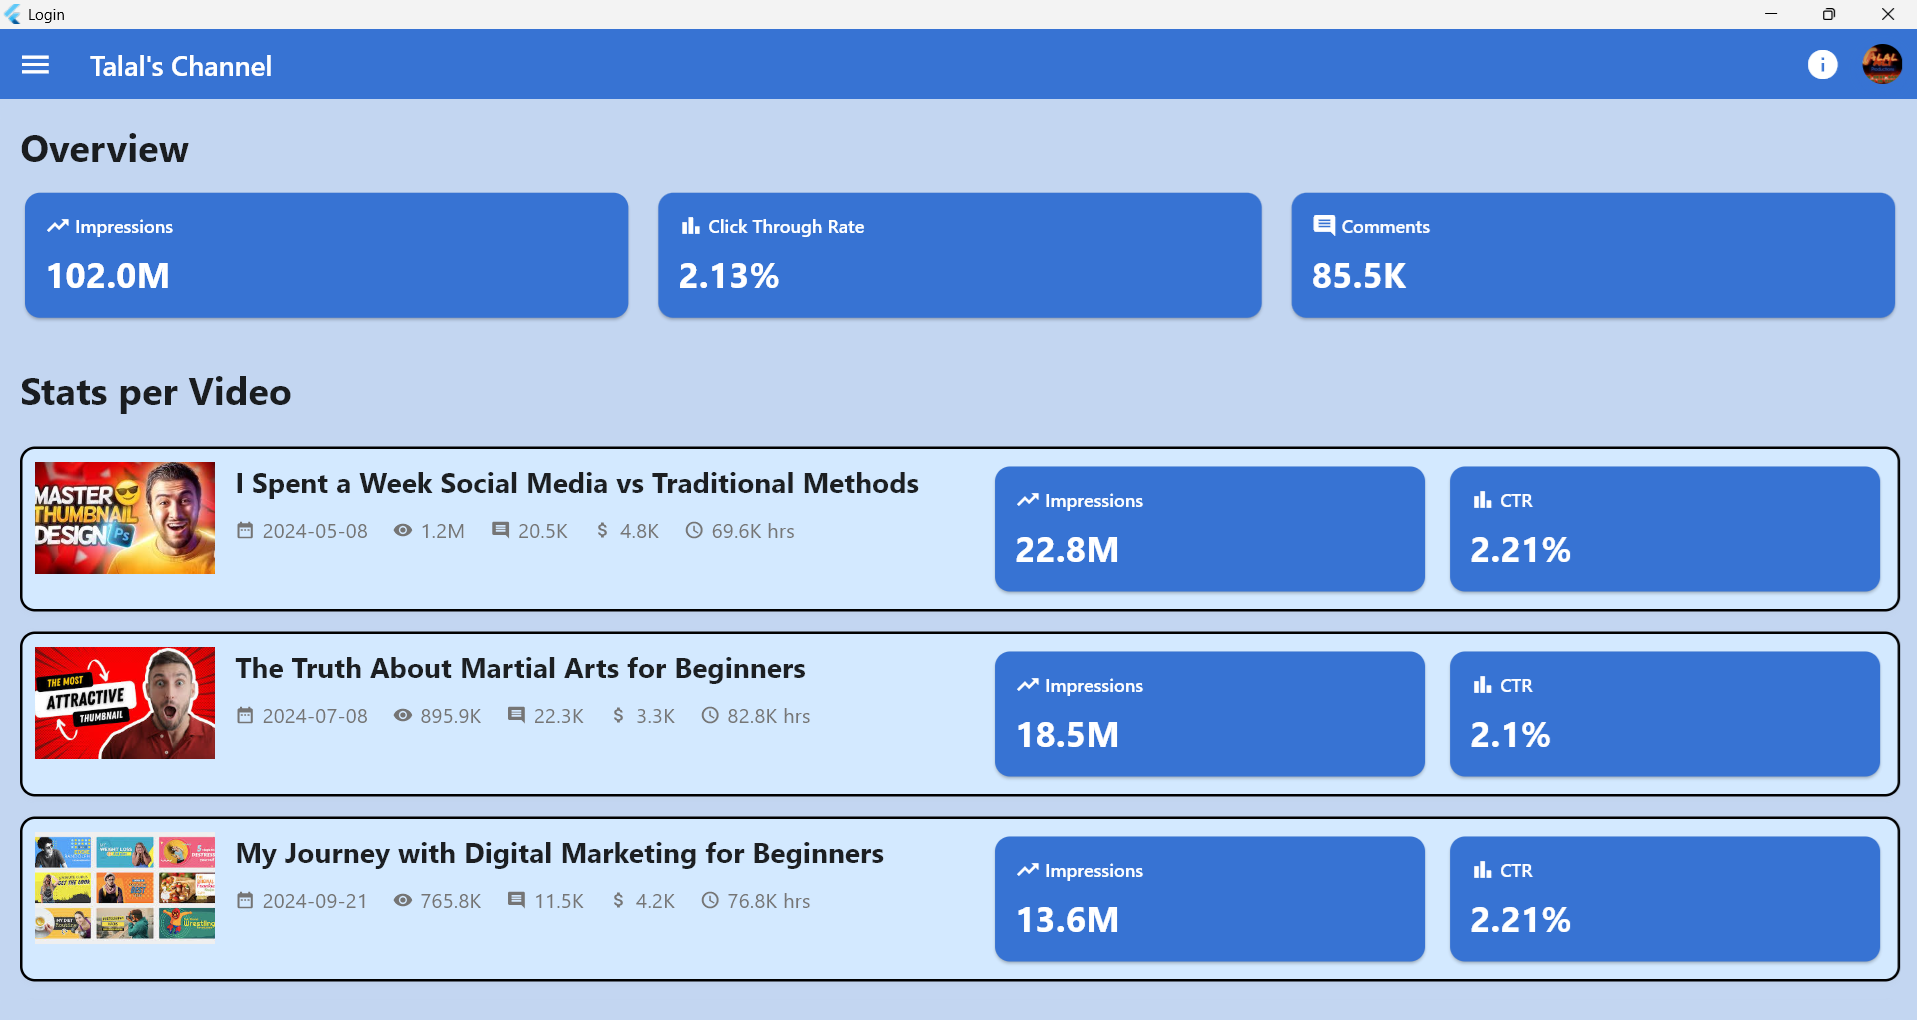 Login
Talal's Channel
Overview
Impressions
102.0M
Click Through Rate
2.13%
Comments
85.5K
Stats per Video
MASTER
THUMBNAIL
DESIGN Ps
I Spent a Week Social Media vs Traditional Methods
2024-05-08 1.2M 20.5K $ 4.8K 69.6K hrs
Impressions
22.8M
CTR
2.21%
THE MOST
ATTRACTIVE
THUMBNAIL
The Truth About Martial Arts for Beginners
2024-07-08 895.9K 22.3K $ 3.3K 82.8K hrs
Impressions
18.5M
CTR
2.1%
My Journey with Digital Marketing for Beginners
2024-09-21 765.8K 11.5K $ 4.2K 76.8K hrs
Impressions
13.6M
CTR
2.21%